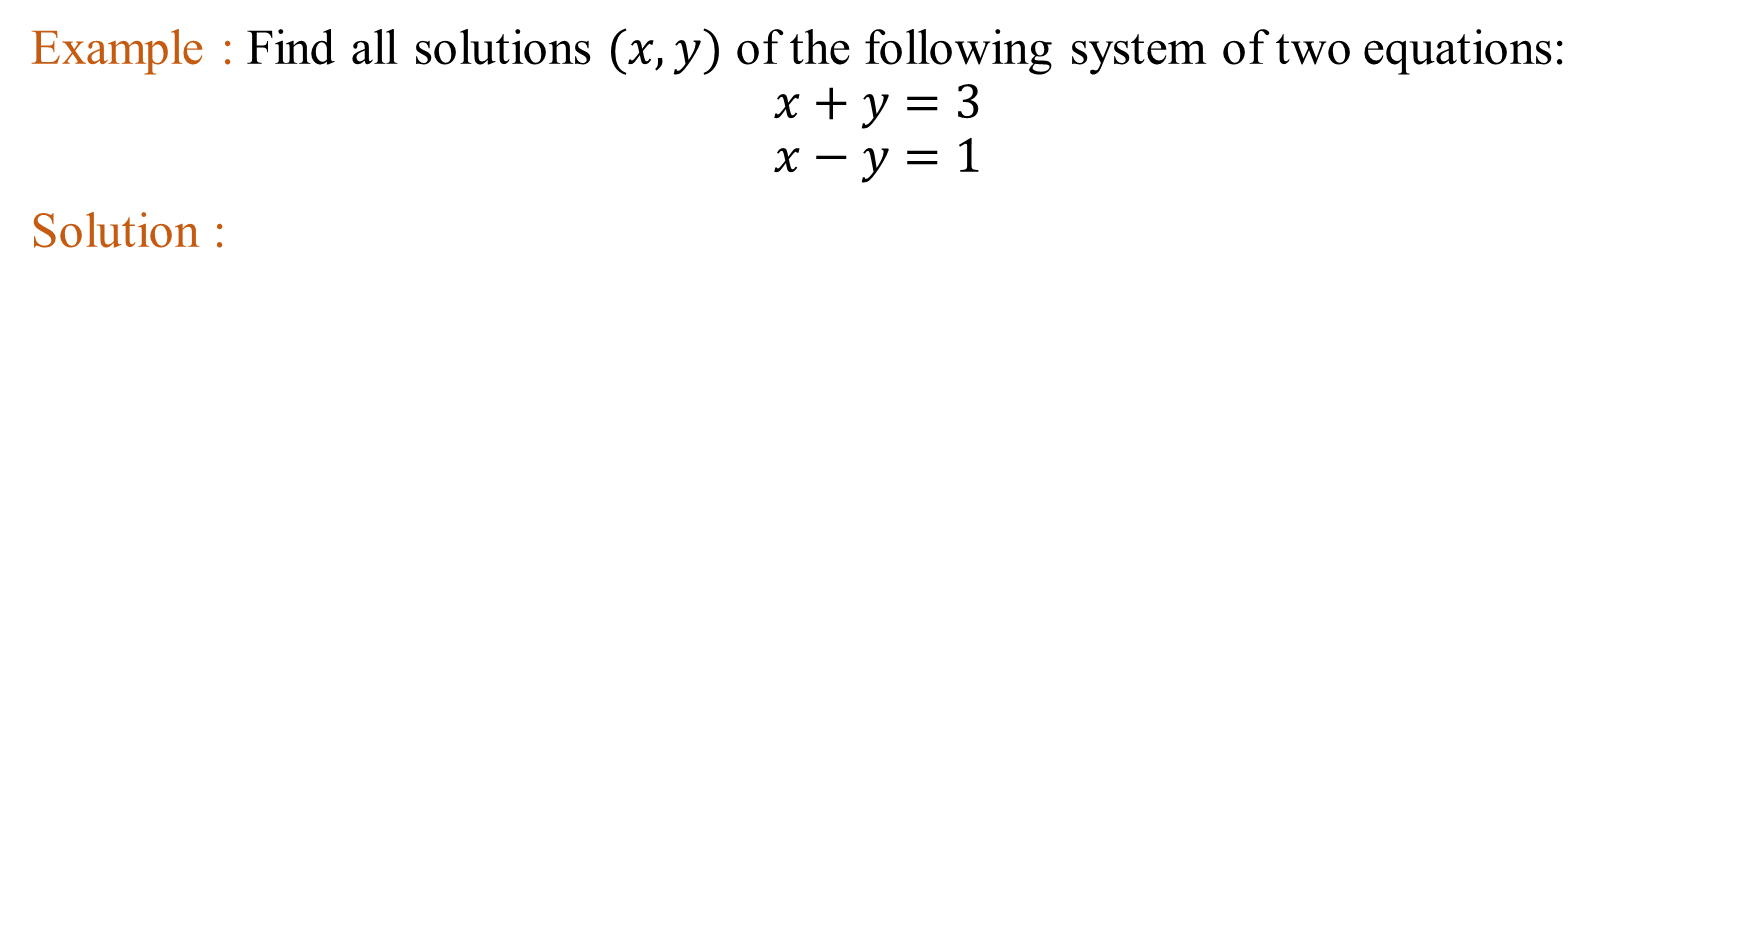 Example : Find all solutions (𝑥, 𝑦) of the following system of two equations:
𝑥 + 𝑦 = 3
𝑥 − 𝑦 = 1
Solution :